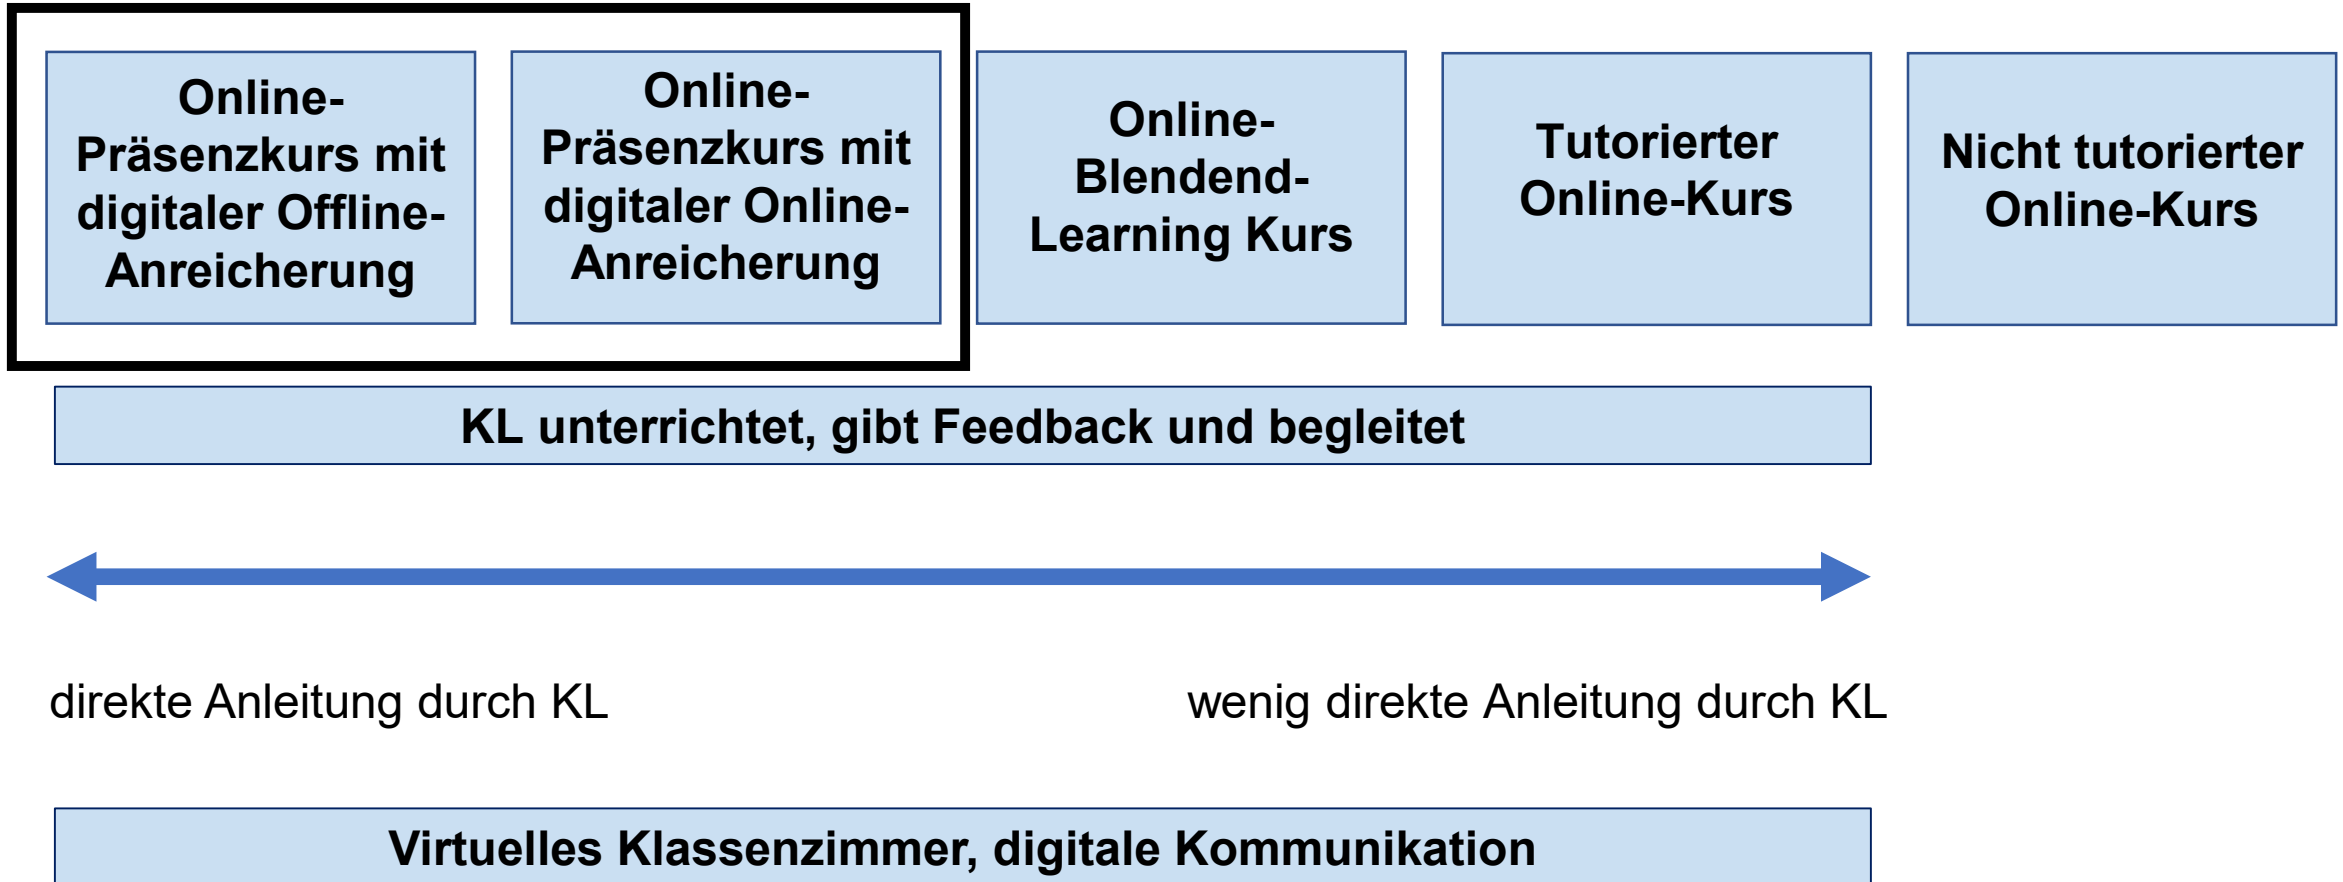 Online-
Präsenzkurs mit
digitaler Offline-
Anreicherung
Online-
Präsenzkurs mit
digitaler Online-
Anreicherung
Online-
Blendend-
Learning Kurs
Tutorierter
Online-Kurs
Nicht tutorierter
Online-Kurs
KL unterrichtet, gibt Feedback und begleitet
direkte Anleitung durch KL
wenig direkte Anleitung durch KL
Virtuelles Klassenzimmer, digitale Kommunikation